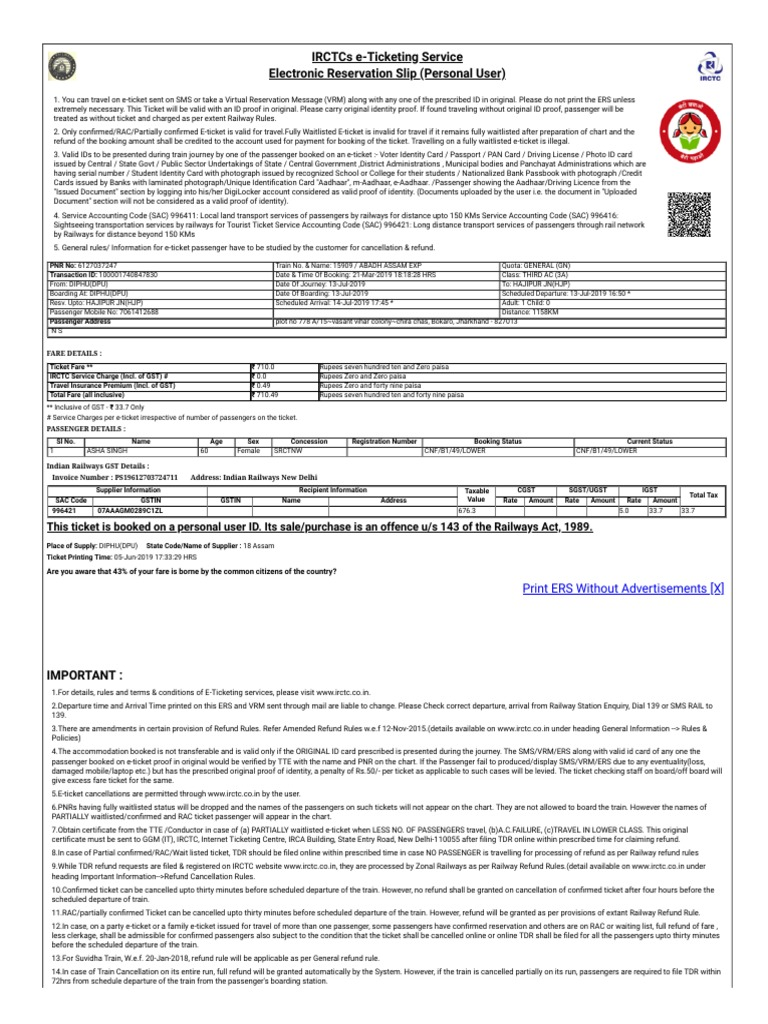 IRCTCs e-Ticketing Service
Electronic Reservation Slip (Personal User)
IRCTC
1. You can travel on e-ticket sent on SMS or take a Virtual Reservation Message (VRM) along with any one of the prescribed ID in original. Please do not print the ERS unless
extremely necessary. This Ticket will be valid with an ID proof in original. Please carry original identity proof. If found traveling without original ID proof, passenger will be
treated as without ticket and charged as per extent Railway Rules.
2. Only confirmed/RAC/Partially confirmed E-ticket is valid for travel.Fully Waitlisted E-ticket is invalid for travel if it remains fully waitlisted after preparation of chart and the
refund of the booking amount shall be credited to the account used for payment for booking of the ticket. Travelling on a fully waitlisted e-ticket is illegal.
3. Valid IDs to be presented during train journey by one of the passenger booked on an e-ticket :- Voter Identity Card / Passport / PAN Card / Driving License / Photo ID card
issued by Central / State Govt / Public Sector Undertakings of State / Central Government ,District Administrations , Municipal bodies and Panchayat Administrations which are
having serial number / Student Identity Card with photograph issued by recognized School or College for their students / Nationalized Bank Passbook with photograph /Credit
Cards issued by Banks with laminated photograph/Unique Identification Card "Aadhaar", m-Aadhaar, e-Aadhaar. /Passenger showing the Aadhaar/Driving Licence from the
"Issued Document" section by logging into his/her DigiLocker account considered as valid proof of identity. (Documents uploaded by the user i.e. the document in "Uploaded
Document" section will not be considered as a valid proof of identity).
4. Service Accounting Code (SAC) 996411: Local land transport services of passengers by railways for distance upto 150 KMs Service Accounting Code (SAC) 996416:
Sightseeing transportation services by railways for Tourist Ticket Service Accounting Code (SAC) 996421: Long distance transport services of passengers through rail network
by Railways for distance beyond 150 KMs
5. General rules/ Information for e-ticket passenger have to be studied by the customer for cancellation & refund.
PNR No: 6127037247 Train No. & Name: 15909 / ABADH ASSAM EXP Quota: GENERAL (GN)
Transaction ID: 100001740847830 Date & Time Of Booking: 21-Mar-2019 18:18:28 HRS Class: THIRD AC (3A)
From: DIPHU(DPU) Date Of Journey: 13-Jul-2019 To: HAJIPUR JN(HJP)
Boarding At: DIPHU(DPU) Date Of Boarding: 13-Jul-2019 Scheduled Departure: 13-Jul-2019 16:50 *
Resv. Upto: HAJIPUR JN(HJP) Scheduled Arrival: 14-Jul-2019 17:45 * Adult: 1 Child: 0
Passenger Mobile No: 7061412688 Distance: 1158KM
Passenger Address plot no 778 A/15~vasant vihar colony~chira chas, Bokaro, Jharkhand - 827013
N S
FARE DETAILS :
Ticket Fare ** ₹ 710.0 Rupees seven hundred ten and Zero paisa
IRCTC Service Charge (Incl. of GST) # ₹ 0.0 Rupees Zero and Zero paisa
Travel Insurance Premium (Incl. of GST) ₹ 0.49 Rupees Zero and forty nine paisa
Total Fare (all inclusive) ₹ 710.49 Rupees seven hundred ten and forty nine paisa
** Inclusive of GST - ₹ 33.7 Only
# Service Charges per e-ticket irrespective of number of passengers on the ticket.
PASSENGER DETAILS :
Sl No. Name Age Sex Concession Registration Number Booking Status Current Status
1 ASHA SINGH 60 Female SRCTNW CNF/B1/49/LOWER CNF/B1/49/LOWER
Indian Railways GST Details :
Invoice Number : PS19612703724711 Address: Indian Railways New Delhi
Supplier Information Recipient Information Taxable Value CGST SGST/UGST IGST Total Tax
SAC Code GSTIN GSTIN Name Address Rate Amount Rate Amount Rate Amount
996421 07AAAGM0289C1ZL 676.3 5.0 33.7 33.7
This ticket is booked on a personal user ID. Its sale/purchase is an offence u/s 143 of the Railways Act, 1989.
Place of Supply: DIPHU(DPU) State Code/Name of Supplier : 18 Assam
Ticket Printing Time: 05-Jun-2019 17:33:29 HRS
Are you aware that 43% of your fare is borne by the common citizens of the country?
Print ERS Without Advertisements [X]
IMPORTANT :
1.For details, rules and terms & conditions of E-Ticketing services, please visit www.irctc.co.in.
2.Departure time and Arrival Time printed on this ERS and VRM sent through mail are liable to change. Please Check correct departure, arrival from Railway Station Enquiry, Dial 139 or SMS RAIL to
139.
3.There are amendments in certain provision of Refund Rules. Refer Amended Refund Rules w.e.f 12-Nov-2015.(details available on www.irctc.co.in under heading General Information --> Rules &
Policies)
4.The accommodation booked is not transferable and is valid only if the ORIGINAL ID card prescribed is presented during the journey. The SMS/VRM/ERS along with valid id card of any one the
passenger booked on e-ticket proof in original would be verified by TTE with the name and PNR on the chart. If the Passenger fail to produce/display SMS/VRM/ERS due to any eventuality(loss,
damaged mobile/laptop etc.) but has the prescribed original proof of identity, a penalty of Rs.50/- per ticket as applicable to such cases will be levied. The ticket checking staff on board/off board will
give excess fare ticket for the same.
5.E-ticket cancellations are permitted through www.irctc.co.in by the user.
6.PNRs having fully waitlisted status will be dropped and the names of the passengers on such tickets will not appear on the chart. They are not allowed to board the train. However the names of
PARTIALLY waitlisted/confirmed and RAC ticket passenger will appear in the chart.
7.Obtain certificate from the TTE /Conductor in case of (a) PARTIALLY waitlisted e-ticket when LESS NO. OF PASSENGERS travel, (b)A.C.FAILURE, (c)TRAVEL IN LOWER CLASS. This original
certificate must be sent to GGM (IT), IRCTC, Internet Ticketing Centre, IRCA Building, State Entry Road, New Delhi-110055 after filing TDR online within prescribed time for claiming refund.
8.In case of Partial confirmed/RAC/Wait listed ticket, TDR should be filed online within prescribed time in case NO PASSENGER is travelling for processing of refund as per Railway refund rules
9.While TDR refund requests are filed & registered on IRCTC website www.irctc.co.in, they are processed by Zonal Railways as per Railway Refund Rules.(detail available on www.irctc.co.in under
heading Important Information-->Refund Cancellation Rules.
10.Confirmed ticket can be cancelled upto thirty minutes before scheduled departure of the train. However, no refund shall be granted on cancellation of confirmed ticket after four hours before the
scheduled departure of train.
11.RAC/partially confirmed Ticket can be cancelled upto thirty minutes before scheduled departure of the train. However, refund will be granted as per provisions of extant Railway Refund Rule.
12.In case, on a party e-ticket or a family e-ticket issued for travel of more than one passenger, some passengers have confirmed reservation and others are on RAC or waiting list, full refund of fare ,
less clerkage, shall be admissible for confirmed passengers also subject to the condition that the ticket shall be cancelled online or online TDR shall be filed for all the passengers upto thirty minutes
before the scheduled departure of the train.
13.For Suvidha Train, W.e.f. 20-Jan-2018, refund rule will be applicable as per General refund rule.
14.In case of Train Cancellation on its entire run, full refund will be granted automatically by the System. However, if the train is cancelled partially on its run, passengers are required to file TDR within
72hrs from schedule departure of the train from the passenger's boarding station.